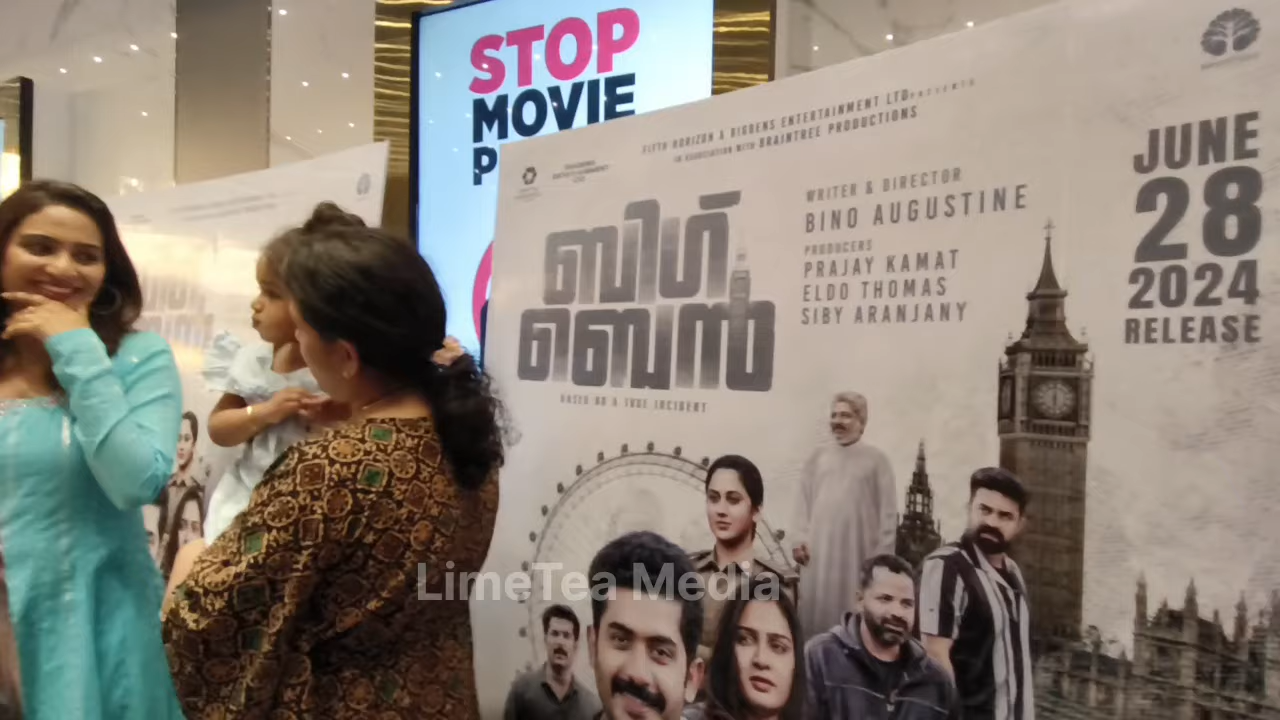 STOP
MOVIE
P
FIFTH HORIZON & BIGBENS ENTERTAINMENT LTD PRESENTS
IN ASSOCIATION WITH BRAINTREE PRODUCTIONS
WRITER & DIRECTOR
BINO AUGUSTINE
PRODUCERS
PRAJAY KAMAT
ELDO THOMAS
SIBY ARANJANY
ബിഗ്
ബെൻ
BASED ON A TRUE INCIDENT
JUNE
28
2024
RELEASE
LimeTea Media